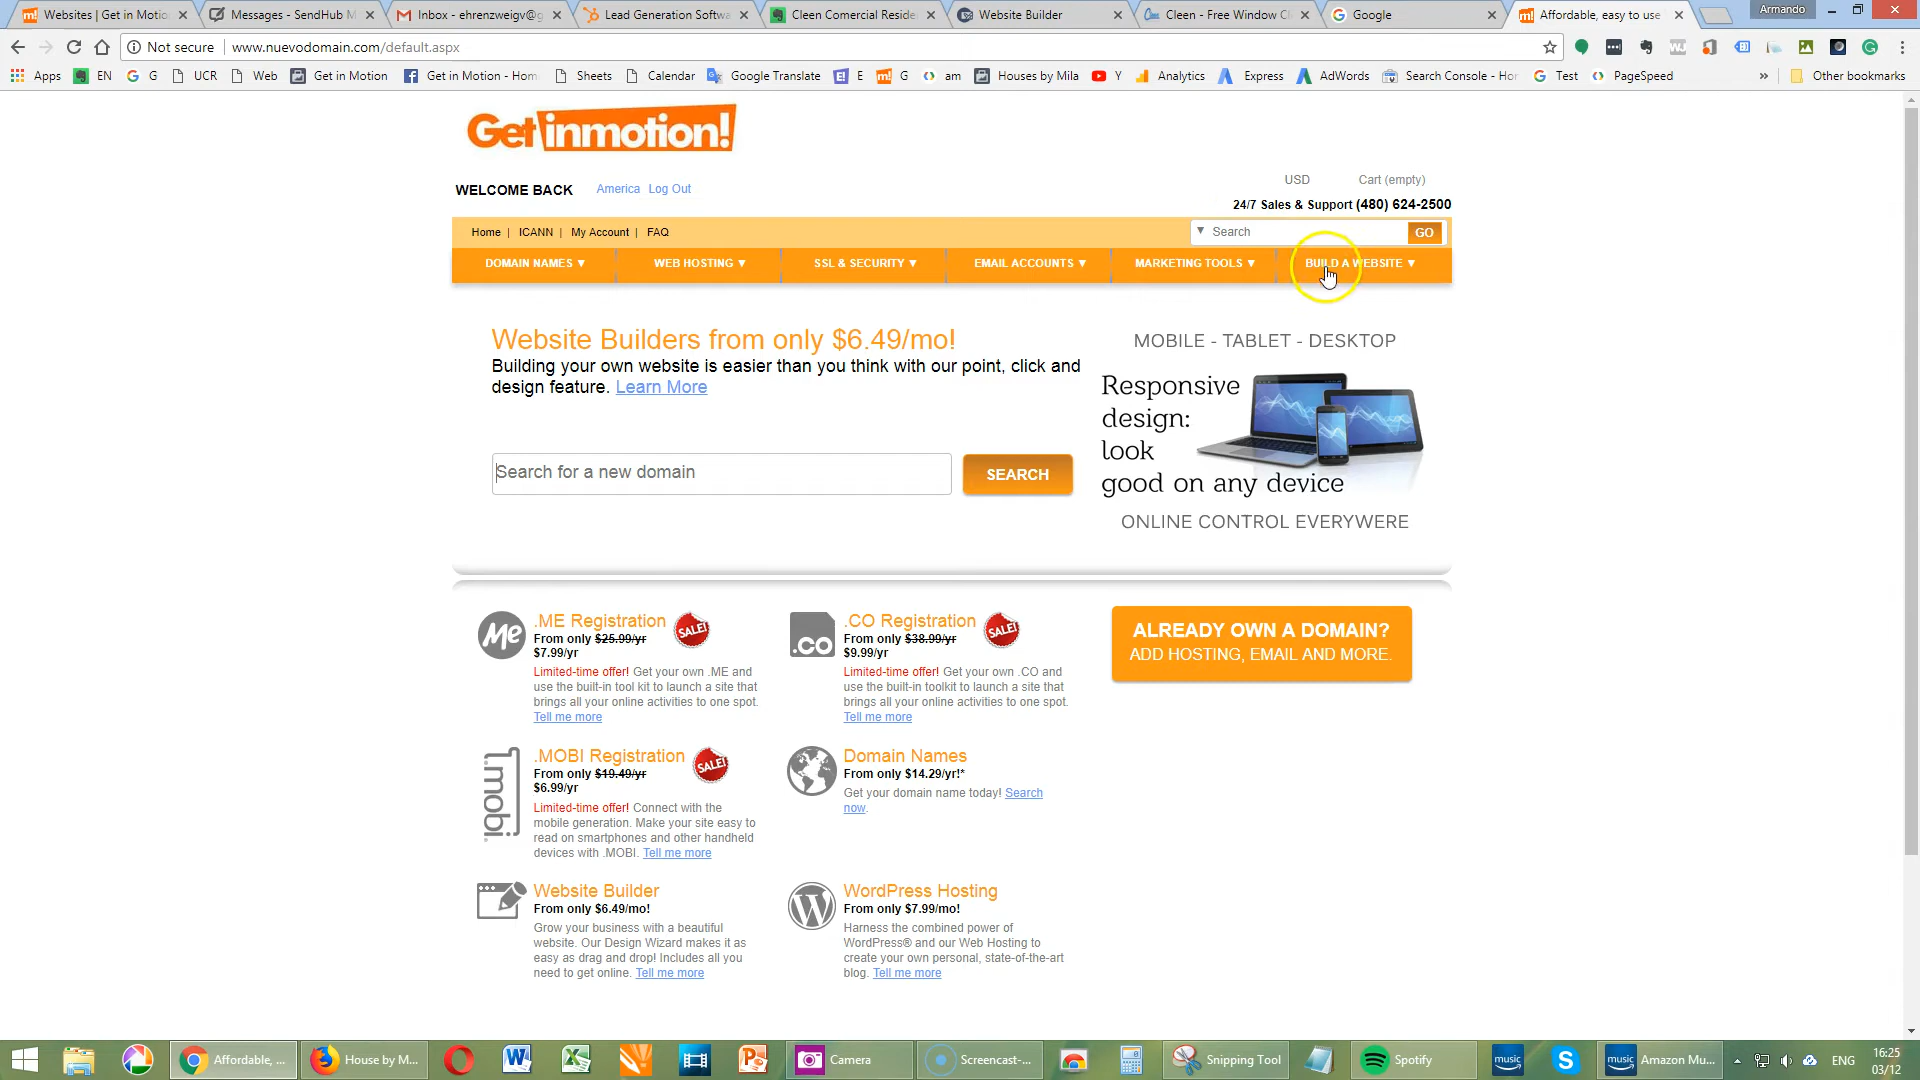 Websites | Get in Motio
Messages - SendHub M
Inbox - ehrenzweigv@g
Lead Generation Softwa
Cleen Comercial Reside
Website Builder
Cleen - Free Window Cl
Google
Affordable, easy to use
Armando
Not secure
www.nuevodomain.com/default.aspx
Apps
EN
G
UCR
Web
Get in Motion
Get in Motion - Hom
Sheets
Calendar
Google Translate
E
G
am
Houses by Mila
Y
Analytics
Express
AdWords
Search Console - Hor
Test
PageSpeed
»
Other bookmarks
Getinmotion!
WELCOME BACK America Log Out
USD Cart (empty)
24/7 Sales & Support (480) 624-2500
Home | ICANN | My Account | FAQ
▼ Search GO
DOMAIN NAMES ▼ WEB HOSTING ▼ SSL & SECURITY ▼ EMAIL ACCOUNTS ▼ MARKETING TOOLS ▼ BUILD A WEBSITE ▼
Website Builders from only $6.49/mo!
Building your own website is easier than you think with our point, click and
design feature. Learn More
Search for a new domain SEARCH
MOBILE - TABLET - DESKTOP
Responsive
design:
look
good on any device
ONLINE CONTROL EVERYWERE
Me
.ME Registration SALE!
From only $25.99/yr
$7.99/yr
Limited-time offer! Get your own .ME and
use the built-in tool kit to launch a site that
brings all your online activities to one spot.
Tell me more
.co
.CO Registration SALE!
From only $38.99/yr
$9.99/yr
Limited-time offer! Get your own .CO and
use the built-in toolkit to launch a site that
brings all your online activities to one spot.
Tell me more
ALREADY OWN A DOMAIN?
ADD HOSTING, EMAIL AND MORE.
.mobi
.MOBI Registration SALE!
From only $19.49/yr
$6.99/yr
Limited-time offer! Connect with the
mobile generation. Make your site easy to
read on smartphones and other handheld
devices with .MOBI. Tell me more
Domain Names
From only $14.29/yr!*
Get your domain name today! Search
now.
Website Builder
From only $6.49/mo!
Grow your business with a beautiful
website. Our Design Wizard makes it as
easy as drag and drop! Includes all you
need to get online. Tell me more
WordPress Hosting
From only $7.99/mo!
Harness the combined power of
WordPress® and our Web Hosting to
create your own personal, state-of-the-art
blog. Tell me more
Affordable, ...
House by M...
Camera
Screencast-...
Snipping Tool
Spotify
music
music
Amazon Mu...
ENG
16:25
03/12